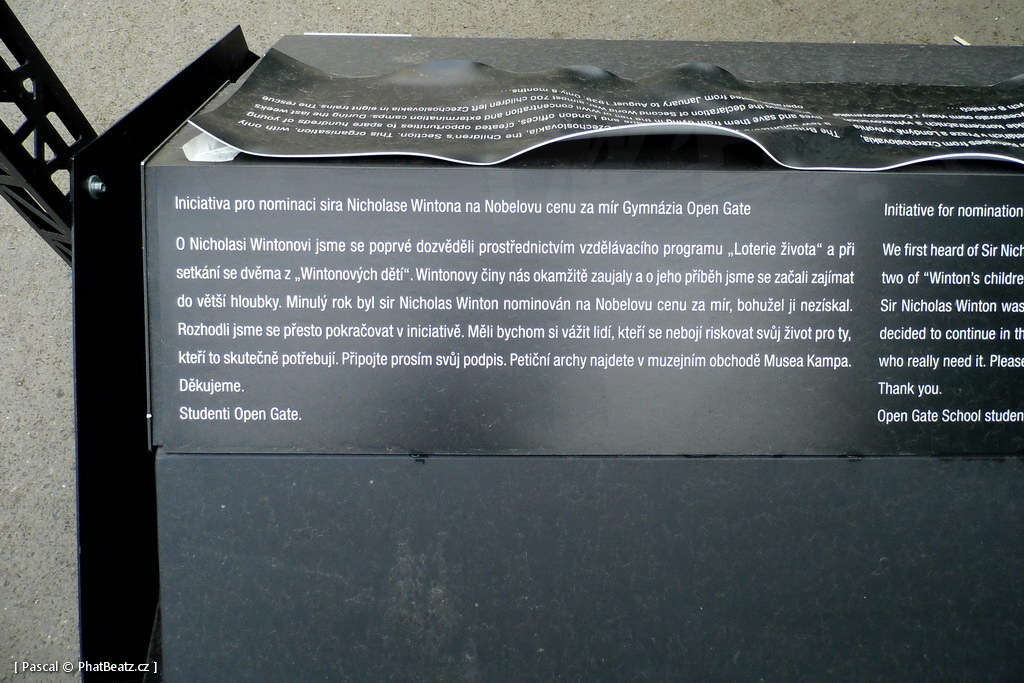 Iniciativa pro nominaci sira Nicholase Wintona na Nobelovu cenu za mír Gymnázia Open Gate
O Nicholasi Wintonovi jsme se poprvé dozvěděli prostřednictvím vzdělávacího programu „Loterie života“ a při
setkání se dvěma z „Wintonových dětí“. Wintonovy činy nás okamžitě zaujaly a o jeho příběh jsme se začali zajímat
do větší hloubky. Minulý rok byl sir Nicholas Winton nominován na Nobelovu cenu za mír, bohužel ji nezískal.
Rozhodli jsme se přesto pokračovat v iniciativě. Měli bychom si vážit lidí, kteří se nebojí riskovat svůj život pro ty,
kteří to skutečně potřebují. Připojte prosím svůj podpis. Petiční archy najdete v muzejním obchodě Musea Kampa.
Děkujeme.
Studenti Open Gate.
Initiative for nomination
We first heard of Sir Nich
two of “Winton's childre
Sir Nicholas Winton was
decided to continue in th
who really need it. Please
Thank you.
Open Gate School studen
[ Pascal © PhatBeatz.cz ]